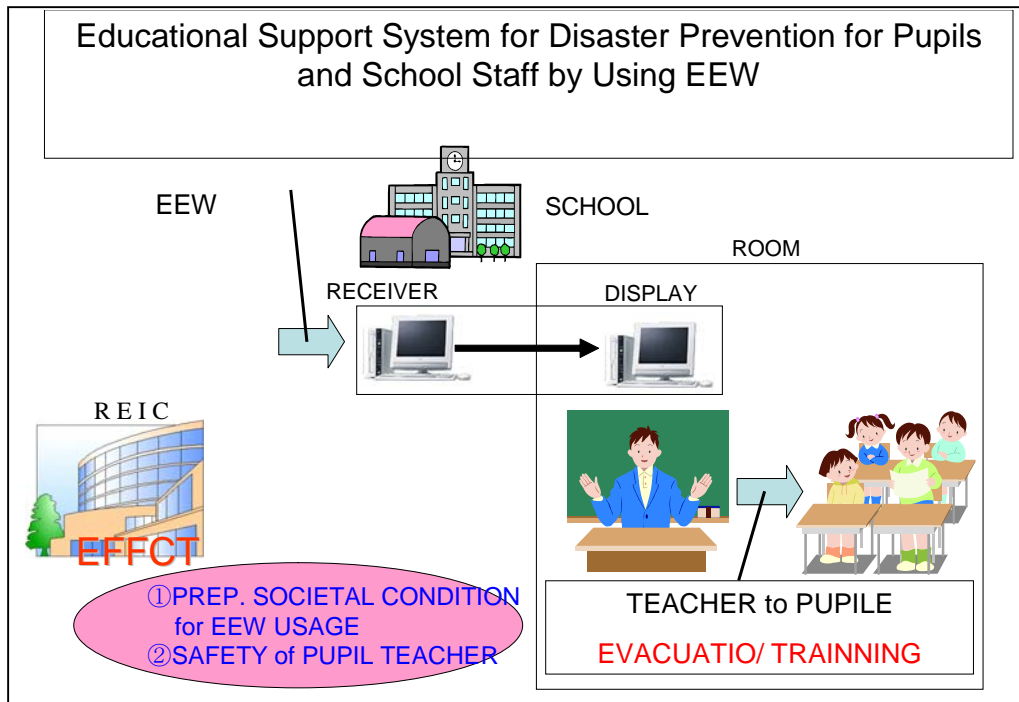 Educational Support System for Disaster Prevention for Pupils
and School Staff by Using EEW
EEW
SCHOOL
ROOM
RECEIVER
DISPLAY
REIC
EFFCT
①PREP. SOCIETAL CONDITION
for EEW USAGE
②SAFETY of PUPIL TEACHER
TEACHER to PUPILE
EVACUATIO/ TRAINNING